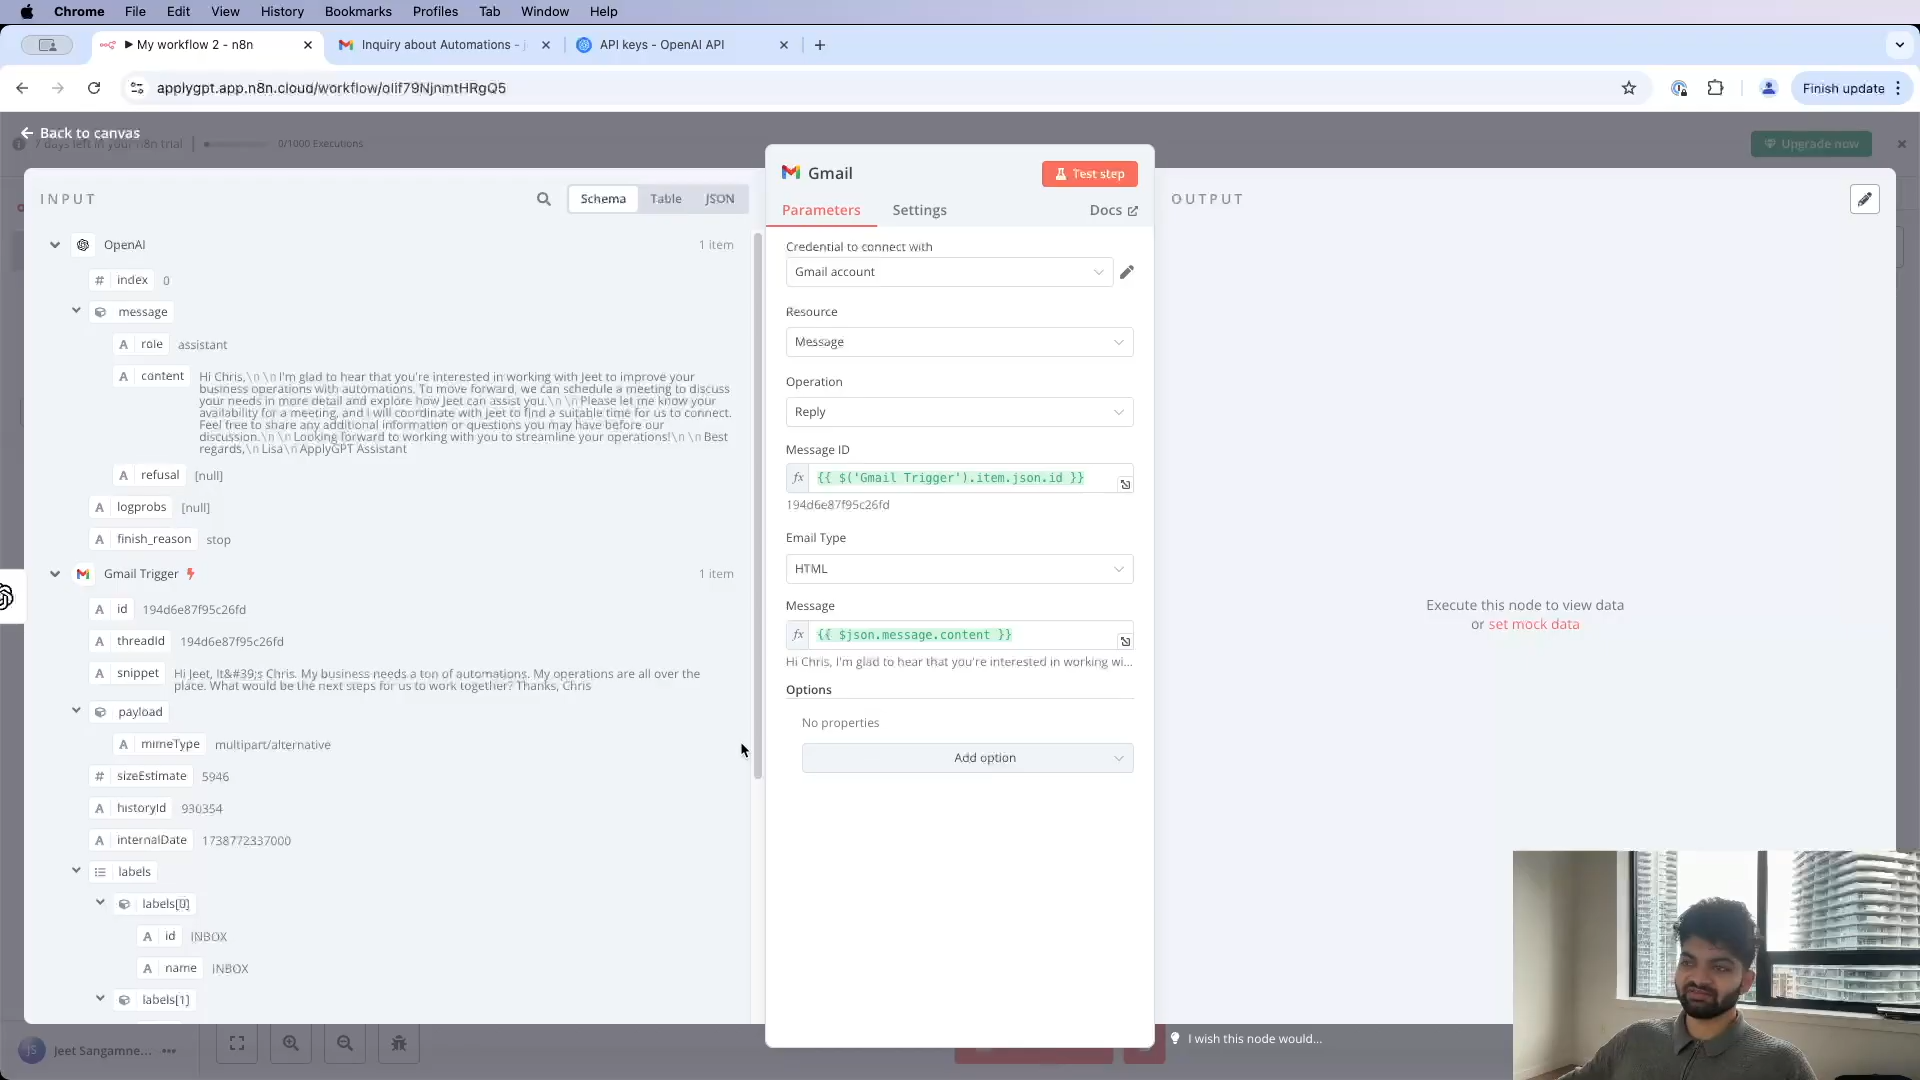 Chrome File Edit View History Bookmarks Profiles Tab Window Help
My workflow 2 - n8n
Inquiry about Automations -
API keys - OpenAI API
Finish update
Back to canvas
7 days left in your n8n trial
0/1000 Executions
Upgrade now
INPUT
Schema Table JSON
OpenAI 1 item
# index 0
message
A role assistant
A content Hi Chris,\n \n I'm glad to hear that you're interested in working with Jeet to improve your
business operations with automations. To move forward, we can schedule a meeting to discuss
your needs in more detail and explore how Jeet can assist you.\n \n Please let me know your
availability for a meeting, and I will coordinate with Jeet to find a suitable time for us to connect.
Feel free to share any additional information or questions you may have before our
discussion.\n \n Looking forward to working with you to streamline your operations!\n \n Best
regards,\n Lisa\n ApplyGPT Assistant
A refusal [null]
A logprobs [null]
A finish_reason stop
Gmail Trigger 1 item
A id 194d6e87f95c26fd
A threadId 194d6e87f95c26fd
A snippet Hi Jeet, It&#39;s Chris. My business needs a ton of automations. My operations are all over the
place. What would be the next steps for us to work together? Thanks, Chris
payload
A mimeType multipart/alternative
# sizeEstimate 5946
A historyId 930354
A internalDate 1738772337000
labels
labels[0]
A id INBOX
A name INBOX
labels[1]
Gmail
Test step
Parameters Settings Docs
Credential to connect with
Gmail account
Resource
Message
Operation
Reply
Message ID
fx {{ $('Gmail Trigger').item.json.id }}
194d6e87f95c26fd
Email Type
HTML
Message
fx {{ $json.message.content }}
Hi Chris, I'm glad to hear that you're interested in working wi...
Options
No properties
Add option
OUTPUT
Execute this node to view data
or set mock data
I wish this node would...
JS Jeet Sangamne...